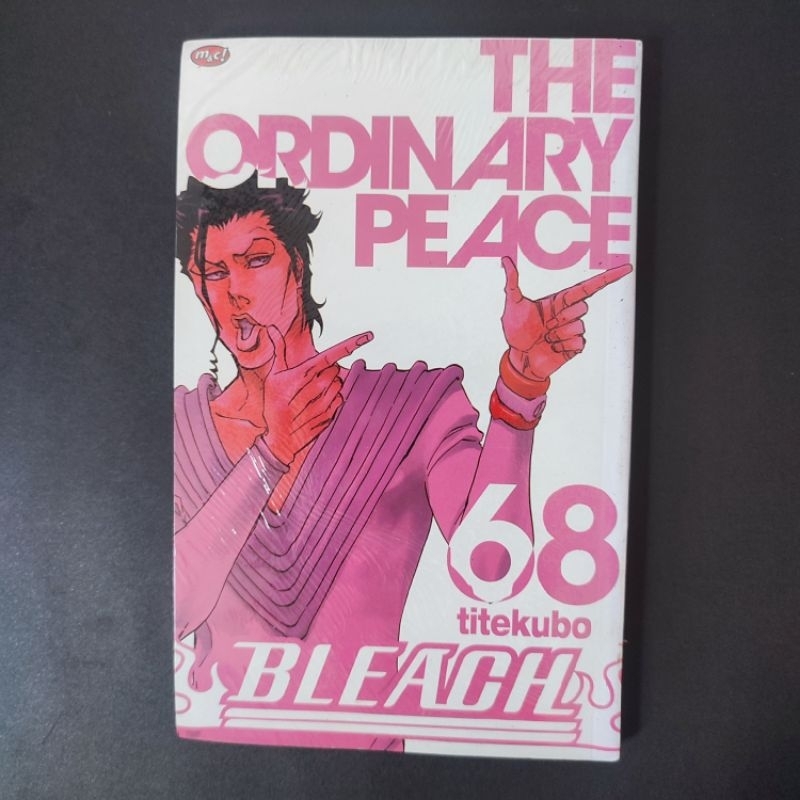 m&c!
THE
ORDINARY
PEACE
68
titekubo
BLEACH